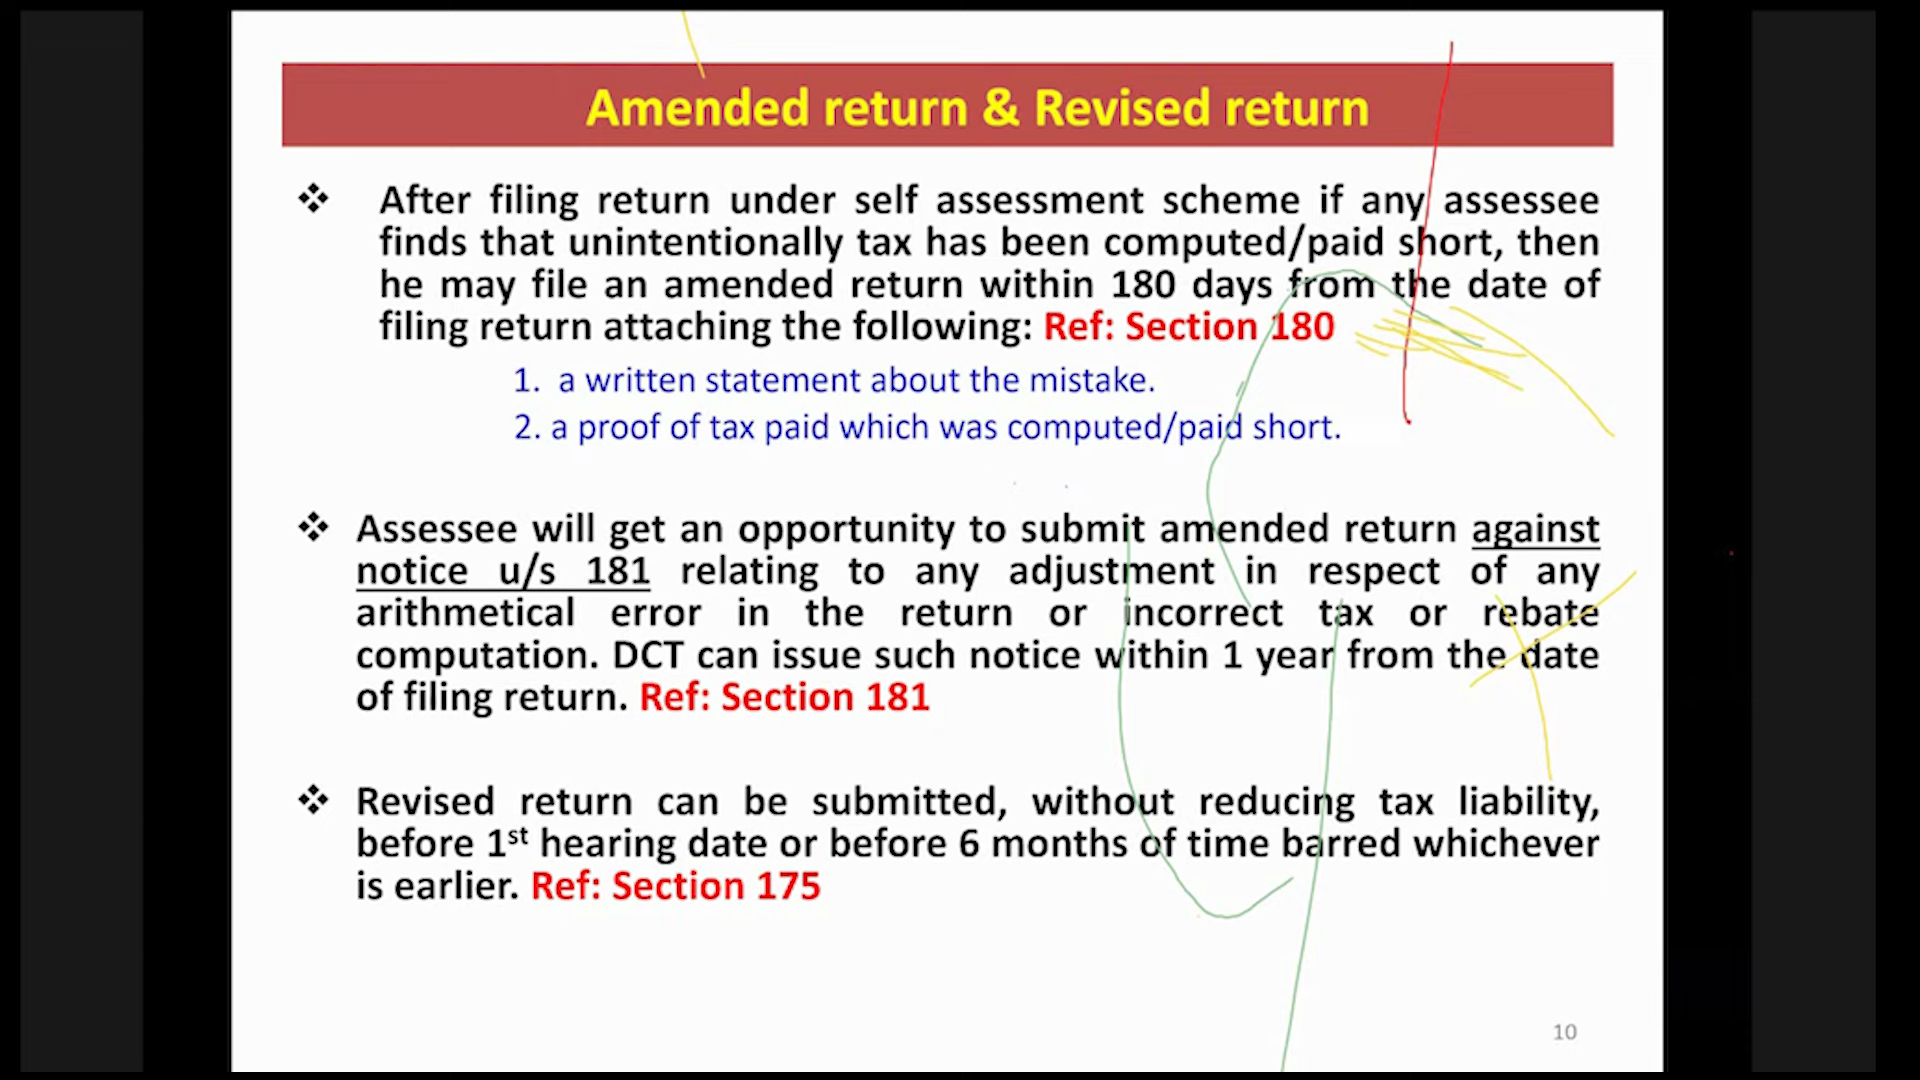 Amended return & Revised return
❖ After filing return under self assessment scheme if any assessee
finds that unintentionally tax has been computed/paid short, then
he may file an amended return within 180 days from the date of
filing return attaching the following: Ref: Section 180
1. a written statement about the mistake.
2. a proof of tax paid which was computed/paid short.
❖ Assessee will get an opportunity to submit amended return against
notice u/s 181 relating to any adjustment in respect of any
arithmetical error in the return or incorrect tax or rebate
computation. DCT can issue such notice within 1 year from the date
of filing return. Ref: Section 181
❖ Revised return can be submitted, without reducing tax liability,
before 1st hearing date or before 6 months of time barred whichever
is earlier. Ref: Section 175
10